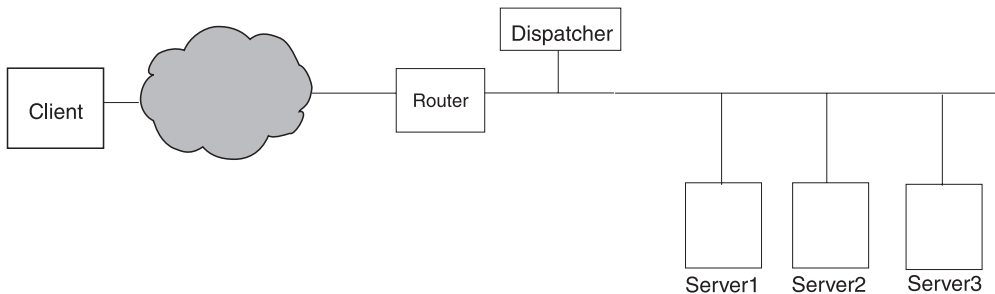 Dispatcher
Client
Router
Server1
Server2
Server3